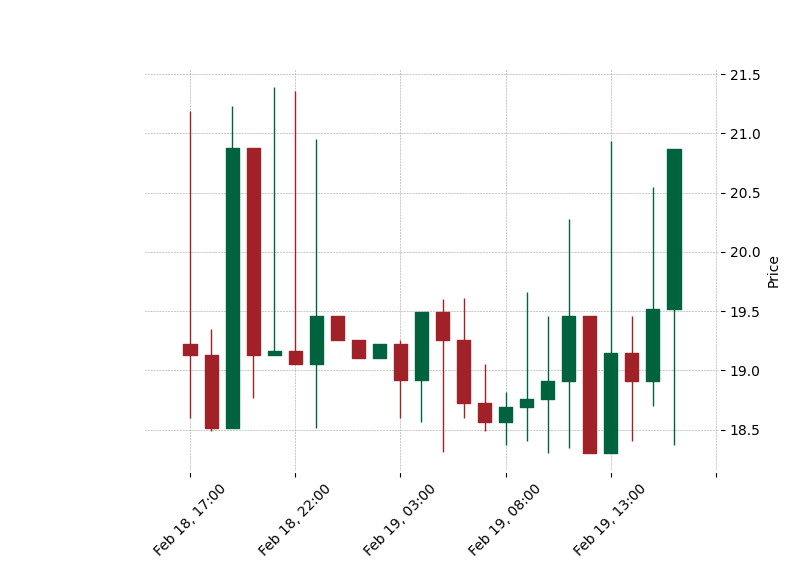 21.5
21.0
20.5
20.0
19.5
19.0
18.5
Price
Feb 18, 17:00
Feb 18, 22:00
Feb 19, 03:00
Feb 19, 08:00
Feb 19, 13:00